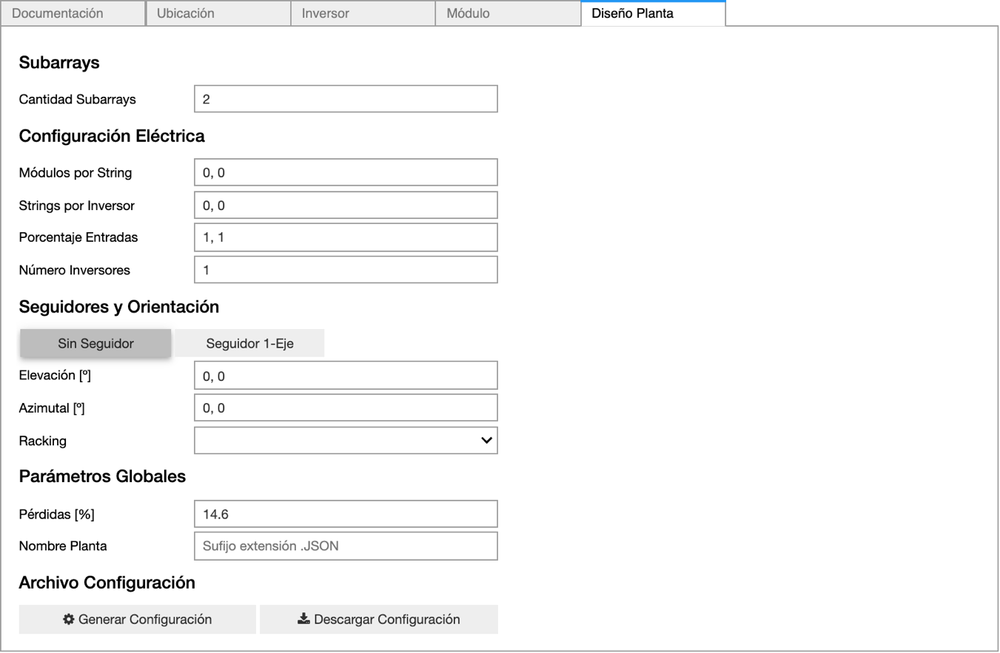 Documentación Ubicación Inversor Módulo Diseño Planta
Subarrays
Cantidad Subarrays 2
Configuración Eléctrica
Módulos por String 0, 0
Strings por Inversor 0, 0
Porcentaje Entradas 1, 1
Número Inversores 1
Seguidores y Orientación
Sin Seguidor Seguidor 1-Eje
Elevación [º] 0, 0
Azimutal [º] 0, 0
Racking
Parámetros Globales
Pérdidas [%] 14.6
Nombre Planta Sufijo extensión .JSON
Archivo Configuración
Generar Configuración Descargar Configuración